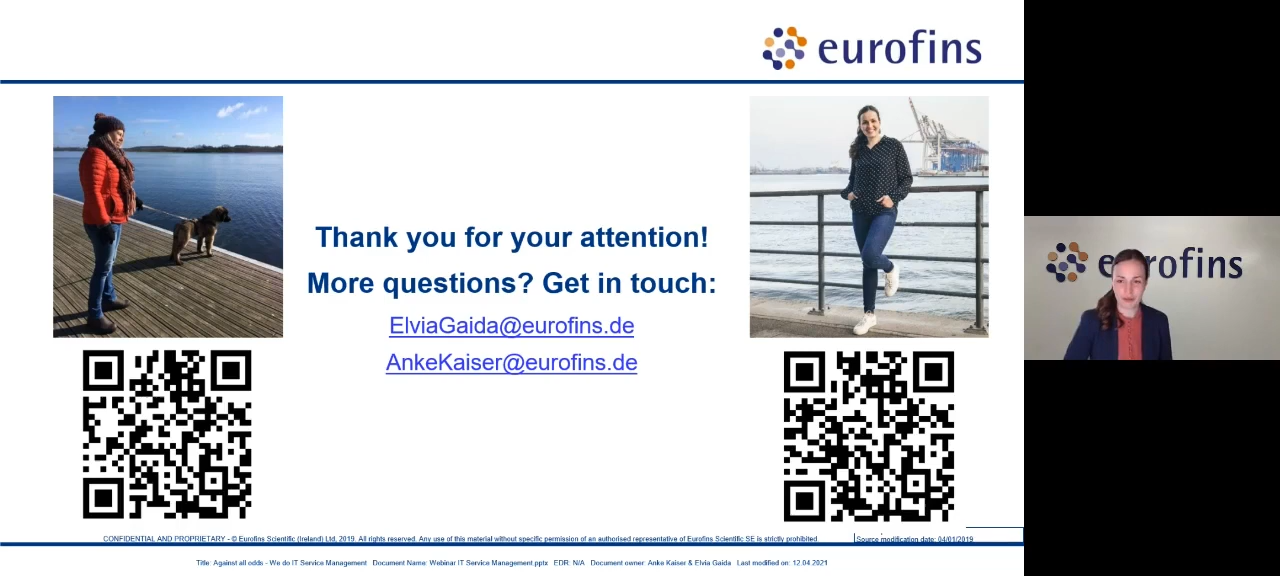 eurofins
Thank you for your attention!
More questions? Get in touch:
ElviaGaida@eurofins.de
AnkeKaiser@eurofins.de
eurofins
CONFIDENTIAL AND PROPRIETARY - © Eurofins Scientific (Ireland) Ltd, 2019. All rights reserved. Any use of this material without specific permission of an authorised representative of Eurofins Scientific SE is strictly prohibited.
Source modification date: 04/01/2019
Title: Against all odds - We do IT Service Management Document Name: Webinar IT Service Management.pptx EDR: N/A Document owner: Anke Kaiser & Elvia Gaida Last modified on: 12.04.2021